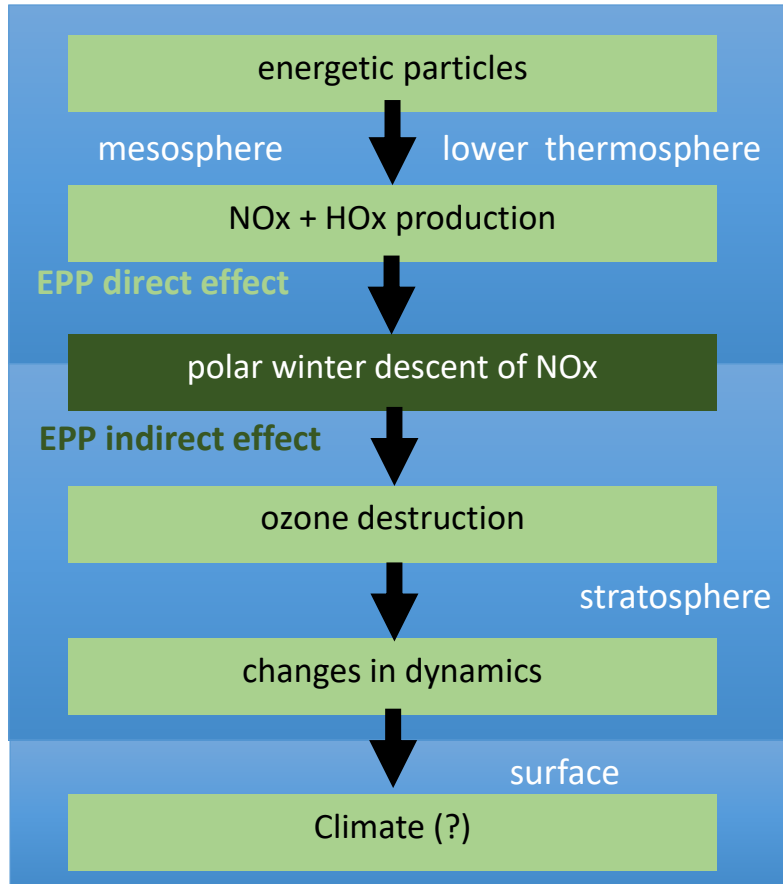 energetic particles
mesosphere
lower thermosphere
NOx + HOx production
EPP direct effect
polar winter descent of NOx
EPP indirect effect
ozone destruction
stratosphere
changes in dynamics
surface
Climate (?)